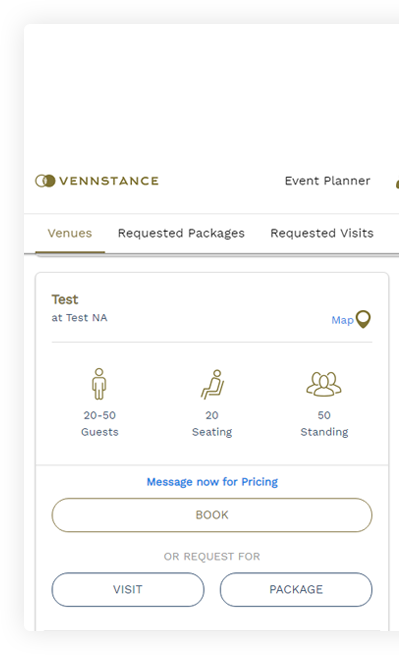 VENNSTANCE
Event Planner
Venues
Requested Packages
Requested Visits
Test
at Test NA
Map
20-50
Guests
20
Seating
50
Standing
Message now for Pricing
BOOK
OR REQUEST FOR
VISIT
PACKAGE